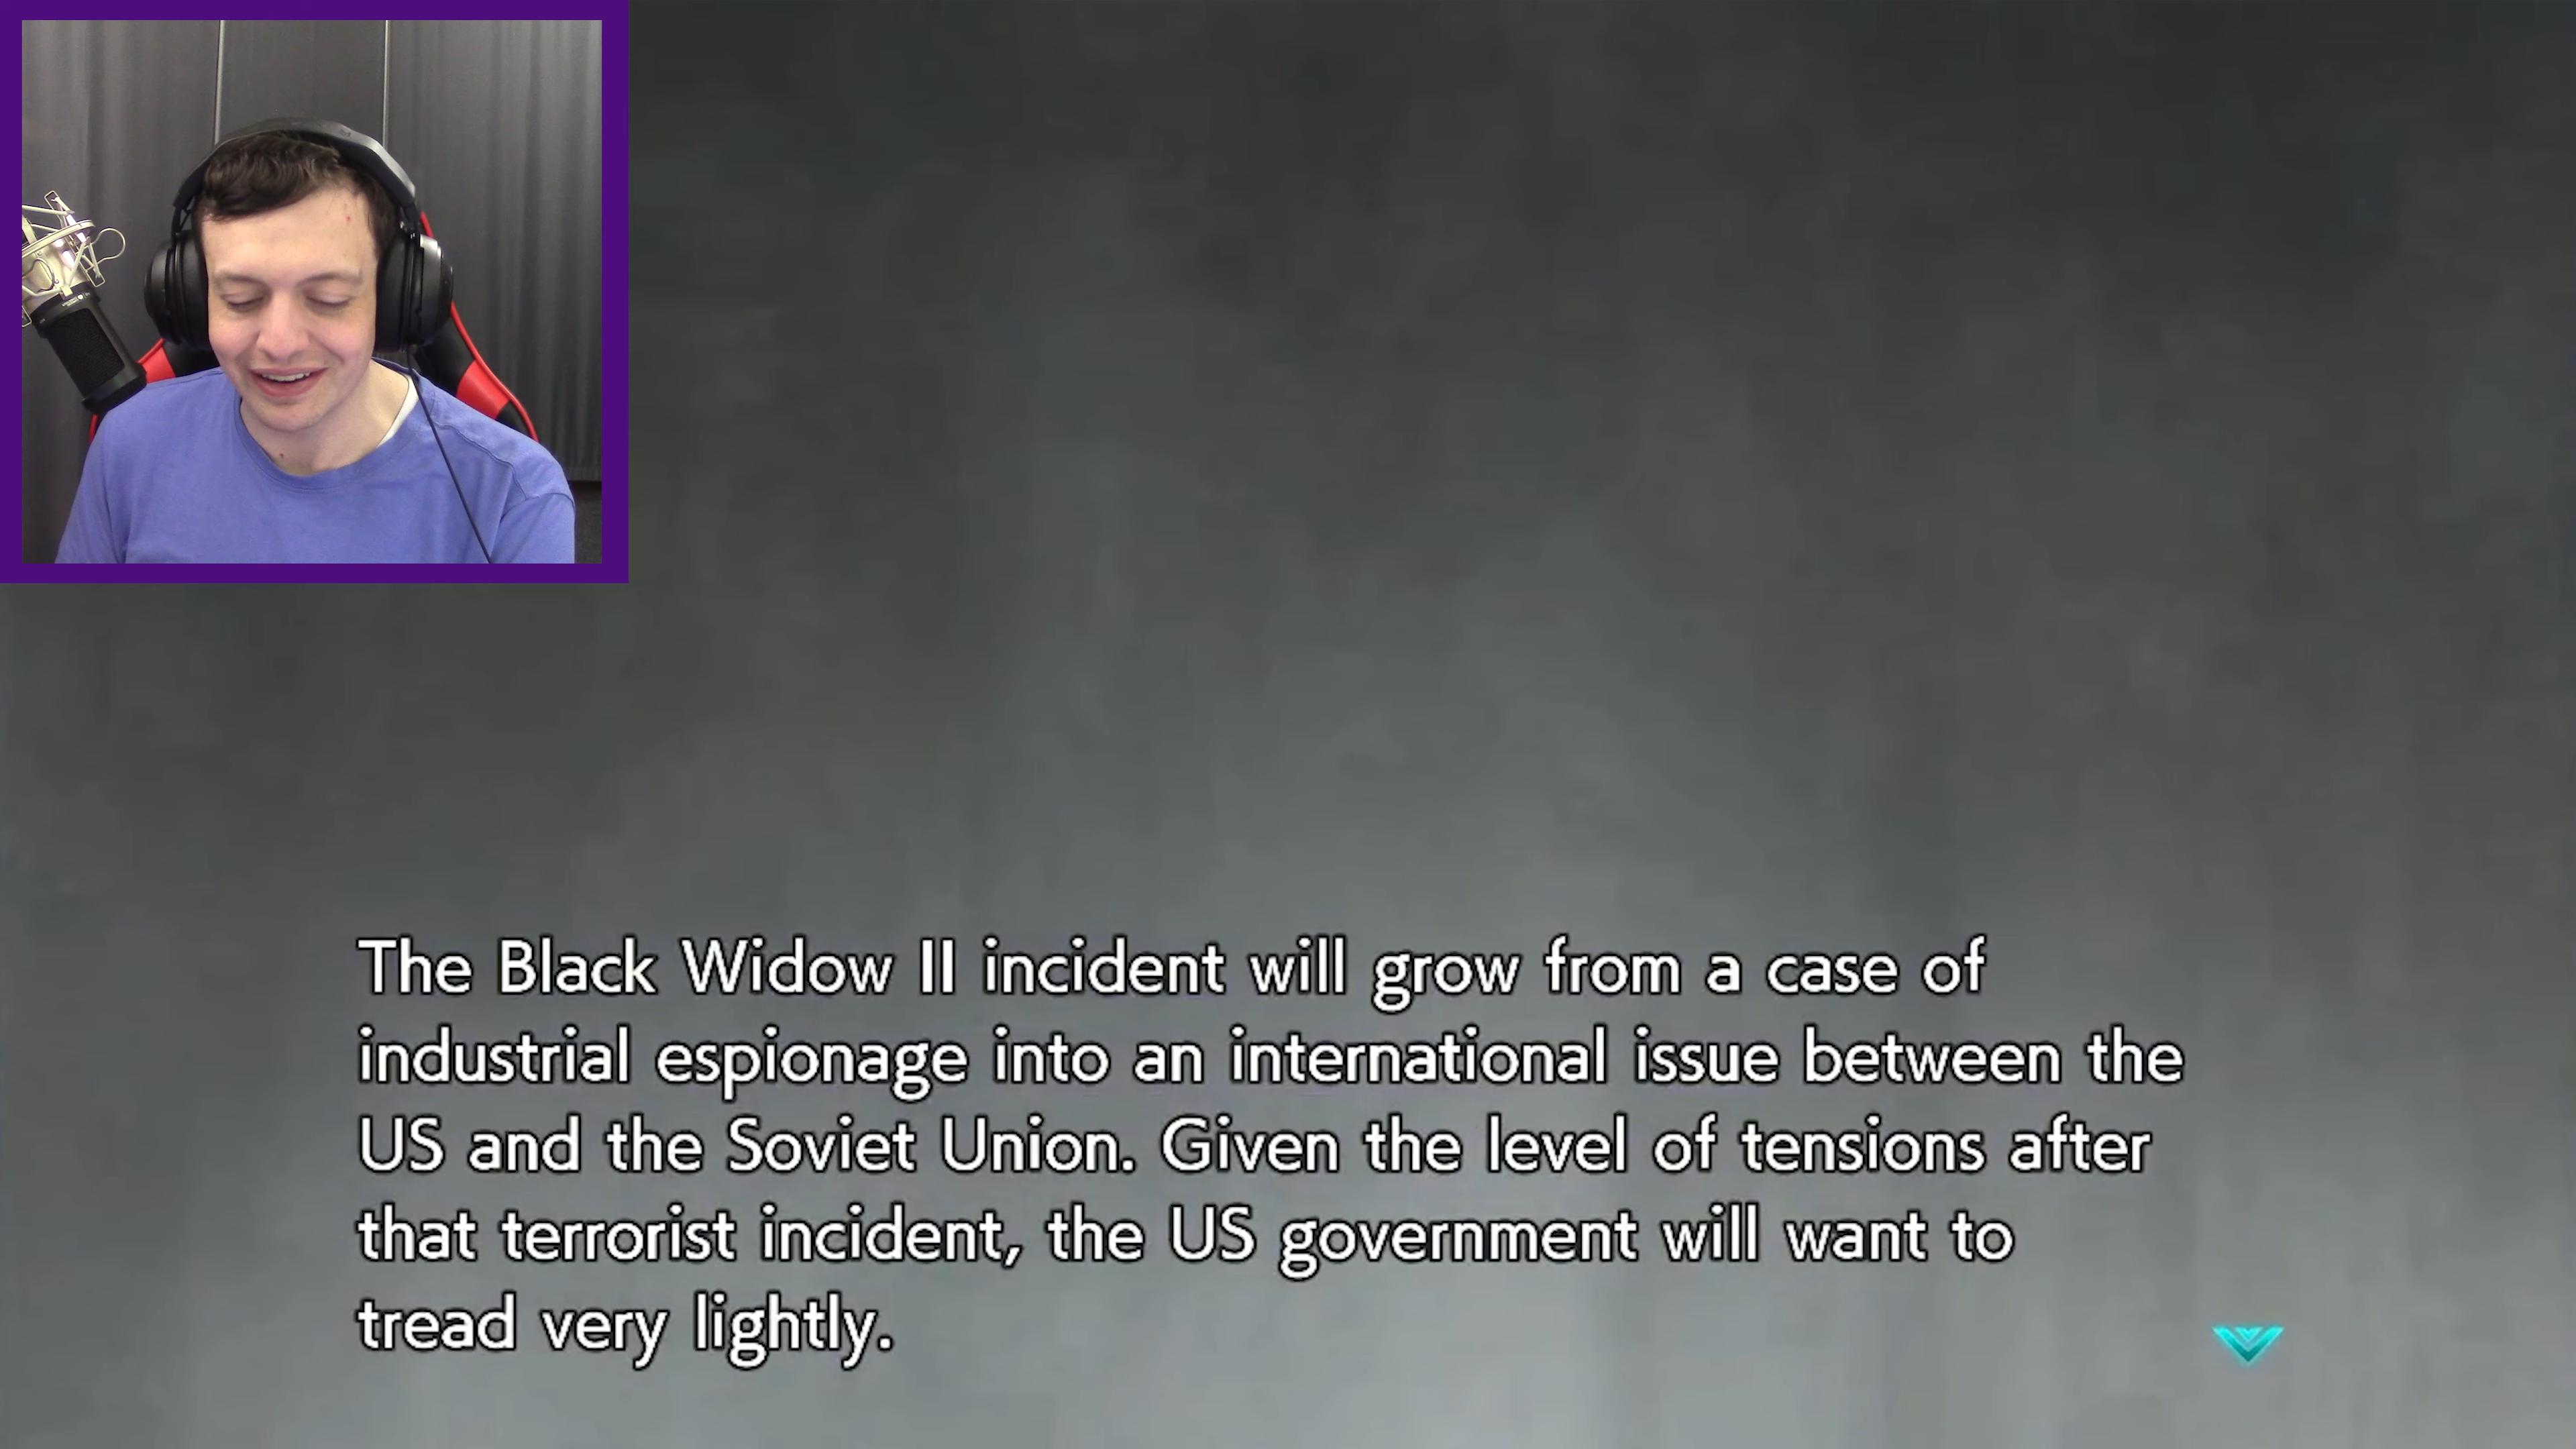 The Black Widow II incident will grow from a case of
industrial espionage into an international issue between the
US and the Soviet Union. Given the level of tensions after
that terrorist incident, the US government will want to
tread very lightly.